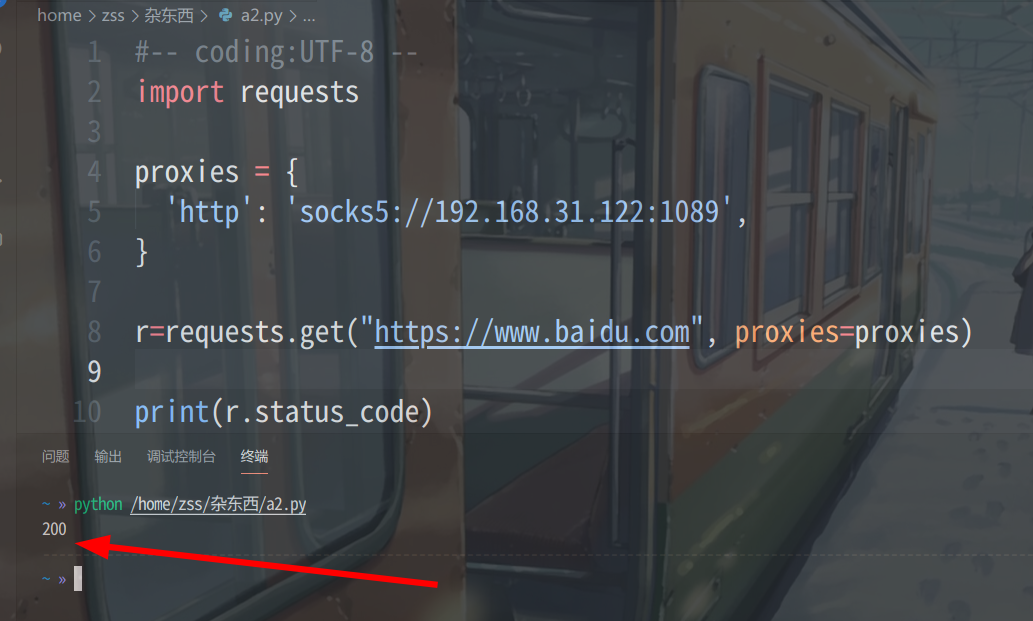 home > zss > 杂东西 > a2.py > ...
1 #-- coding:UTF-8 --
2 import requests
3
4 proxies = {
5 'http': 'socks5://192.168.31.122:1089',
6 }
7
8 r=requests.get("https://www.baidu.com", proxies=proxies)
9
10 print(r.status_code)
问题 输出 调试控制台 终端
~ » python /home/zss/杂东西/a2.py
200
~ »